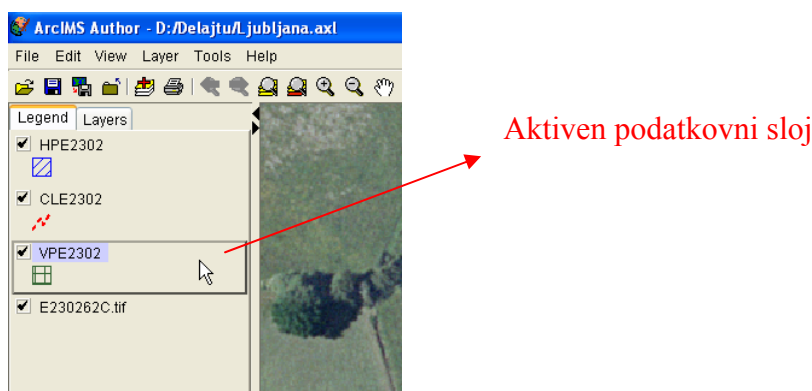 ArcIMS Author - D:/Delajtu/Ljubljana.axl
File Edit View Layer Tools Help
Legend Layers
HPE2302
CLE2302
VPE2302
E230262C.tif
Aktiven podatkovni sloj